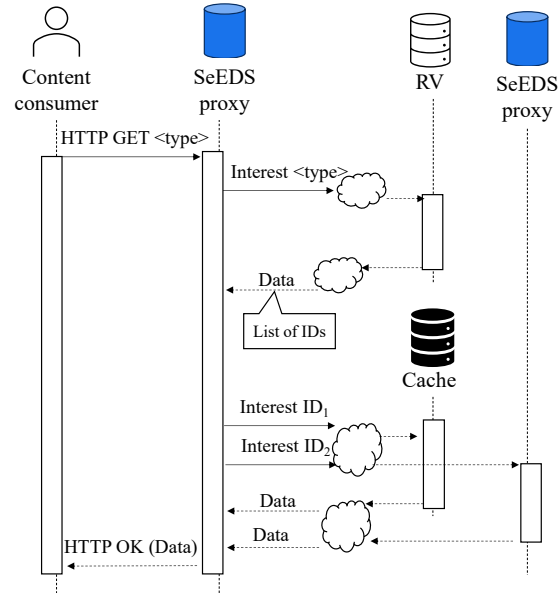 Content
consumer
SeEDS
proxy
RV
SeEDS
proxy
HTTP GET <type>
Interest <type>
Data
List of IDs
Cache
Interest ID₁
Interest ID₂
Data
Data
HTTP OK (Data)